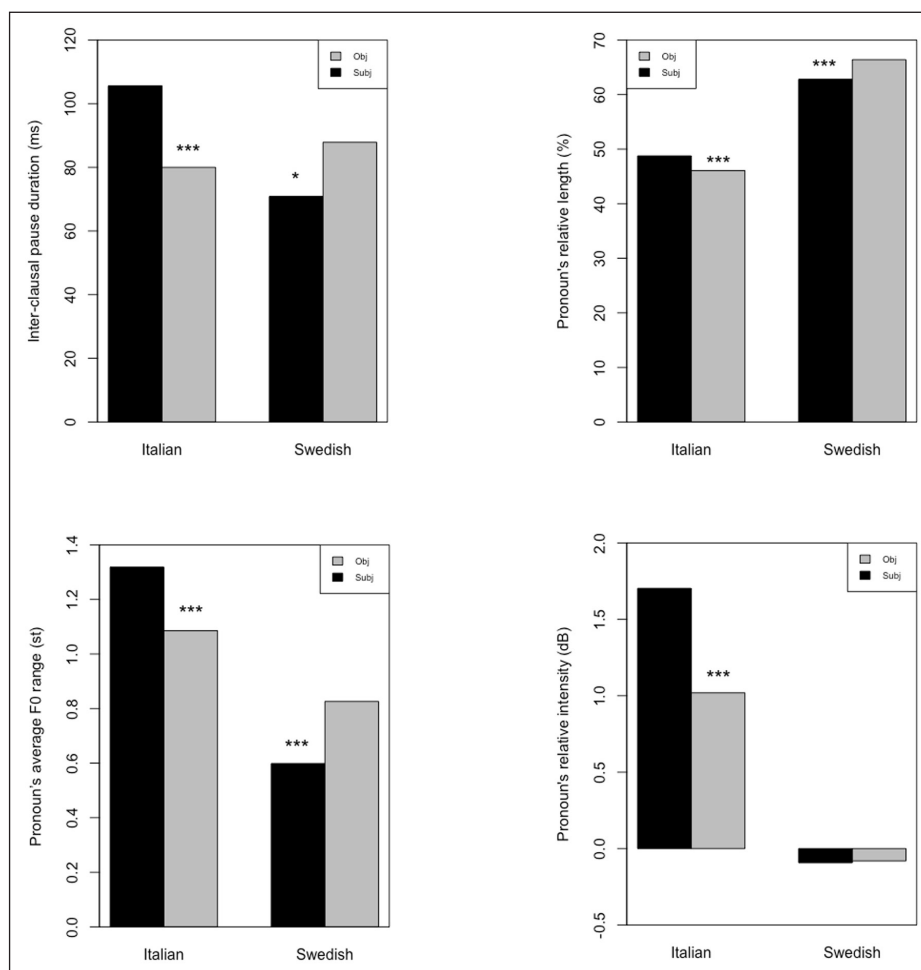 Inter-clausal pause duration (ms)
0 20 40 60 80 100 120
Obj
Subj
***
*
Italian Swedish
Pronoun's relative length (%)
0 10 20 30 40 50 60 70
Obj
Subj
***
***
Italian Swedish
Pronoun's average F0 range (st)
0.0 0.2 0.4 0.6 0.8 1.0 1.2 1.4
Obj
Subj
***
***
Italian Swedish
Pronoun's relative intensity (dB)
-0.5 0.0 0.5 1.0 1.5 2.0
Obj
Subj
***
Italian Swedish